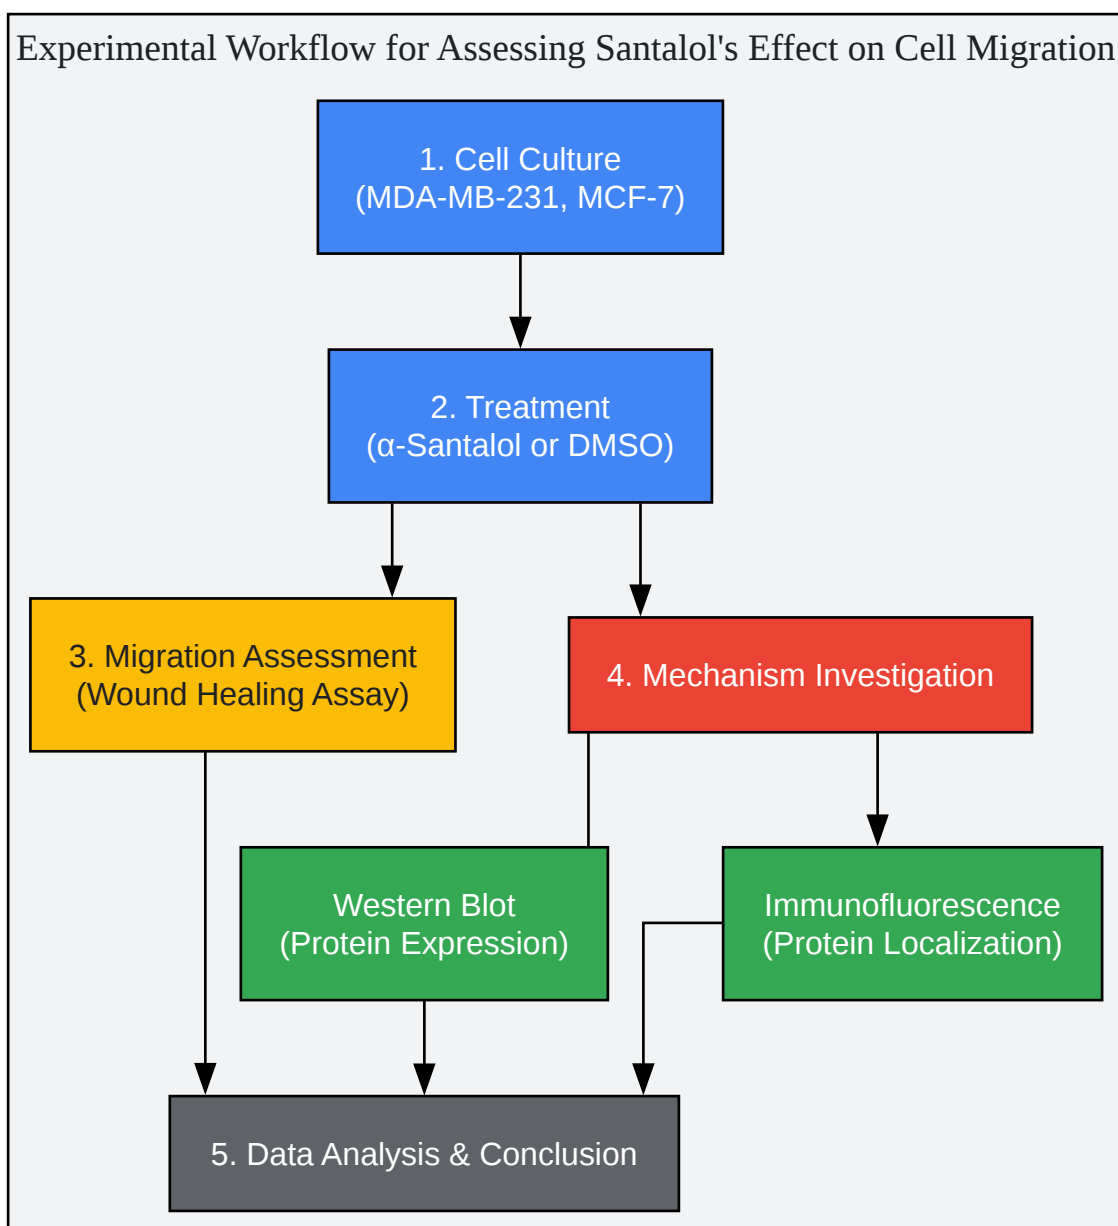 Experimental Workflow for Assessing Santalol's Effect on Cell Migration
1. Cell Culture
(MDA-MB-231, MCF-7)
2. Treatment
(α-Santalol or DMSO)
3. Migration Assessment
(Wound Healing Assay)
4. Mechanism Investigation
Western Blot
(Protein Expression)
Immunofluorescence
(Protein Localization)
5. Data Analysis & Conclusion